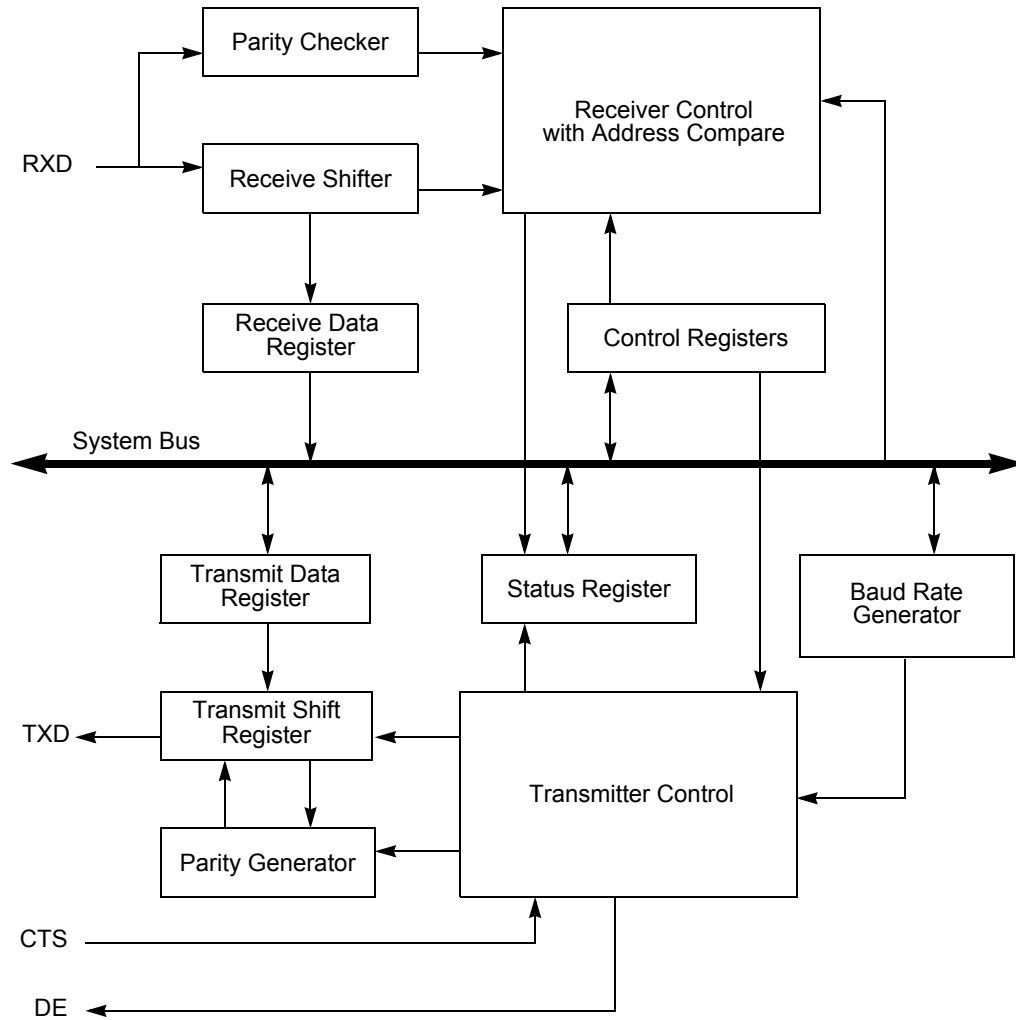 Parity Checker
Receiver Control
with Address Compare
RXD
Receive Shifter
Receive Data
Register
Control Registers
System Bus
Transmit Data
Register
Status Register
Baud Rate
Generator
TXD
Transmit Shift
Register
Transmitter Control
Parity Generator
CTS
DE